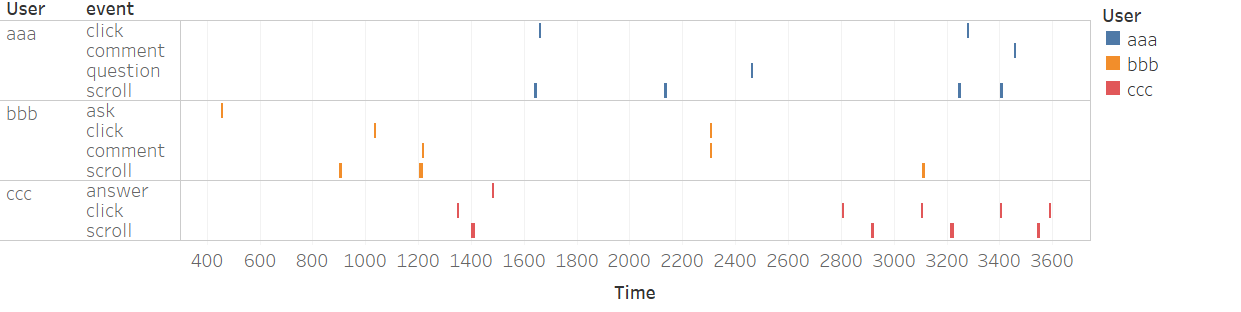 User event
aaa click
comment
question
scroll
bbb ask
click
comment
scroll
ccc answer
click
scroll
400 600 800 1000 1200 1400 1600 1800 2000 2200 2400 2600 2800 3000 3200 3400 3600
Time
User
aaa
bbb
ccc